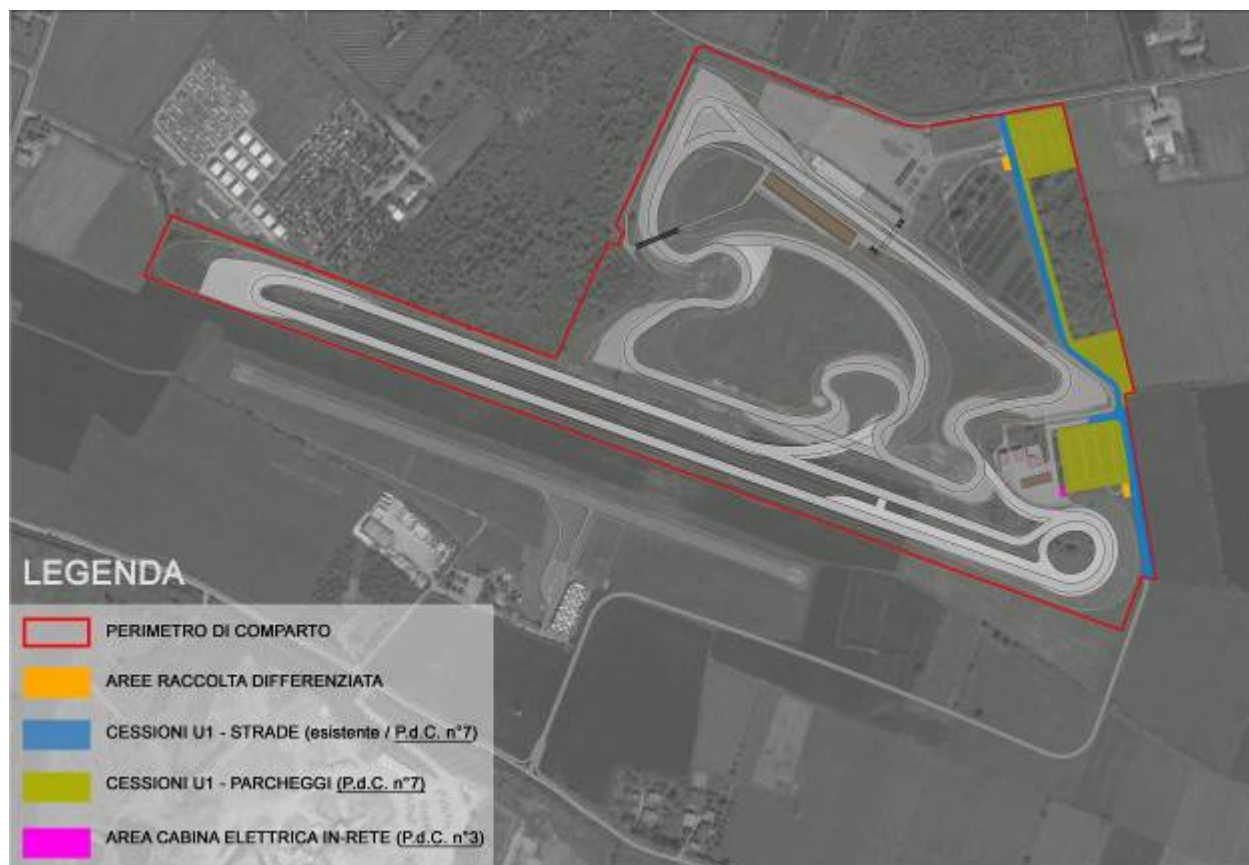 LEGENDA
PERIMETRO DI COMPARTO
AREE RACCOLTA DIFFERENZIATA
CESSIONI U1 - STRADE (esistente / P.d.C. n°7)
CESSIONI U1 - PARCHEGGI (P.d.C. n°7)
AREA CABINA ELETTRICA IN-RETE (P.d.C. n°3)